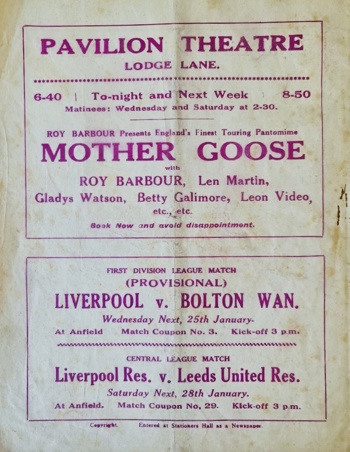 PAVILION THEATRE
LODGE LANE.
6-40 | To-night and Next Week | 8-50
Matinees: Wednesday and Saturday at 2-30.
ROY BARBOUR Presents England's Finest Touring Pantomime
MOTHER GOOSE
with
ROY BARBOUR, Len Martin,
Gladys Watson, Betty Galimore, Leon Video,
etc., etc.
Book Now and avoid disappointment.
FIRST DIVISION LEAGUE MATCH
(PROVISIONAL)
LIVERPOOL v. BOLTON WAN.
Wednesday Next, 25th January.
At Anfield Match Coupon No. 3. Kick-off 3 p.m.
CENTRAL LEAGUE MATCH
Liverpool Res. v. Leeds United Res.
Saturday Next, 28th January.
At Anfield. Match Coupon No, 29. Kick-off 3 p.m.
Copyright. Entered at Stationers Hall as a Newspaper.